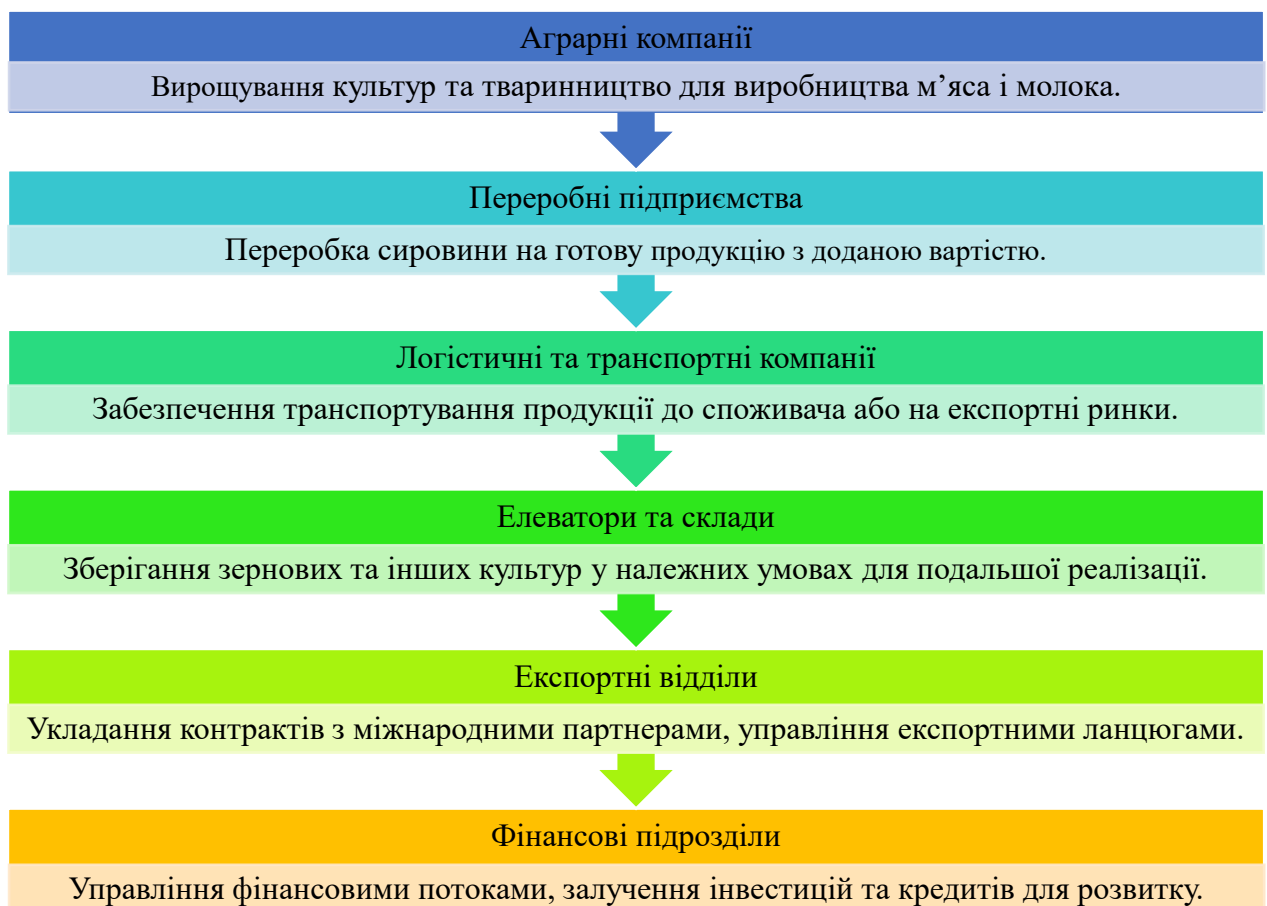 Аграрні компанії
Вирощування культур та тваринництво для виробництва м’яса і молока.
Переробні підприємства
Переробка сировини на готову продукцію з доданою вартістю.
Логістичні та транспортні компанії
Забезпечення транспортування продукції до споживача або на експортні ринки.
Елеватори та склади
Зберігання зернових та інших культур у належних умовах для подальшої реалізації.
Експортні відділи
Укладання контрактів з міжнародними партнерами, управління експортними ланцюгами.
Фінансові підрозділи
Управління фінансовими потоками, залучення інвестицій та кредитів для розвитку.